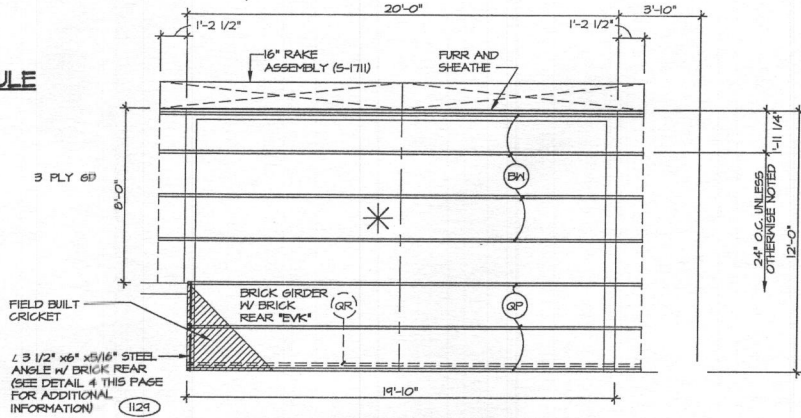 20'-0"
3'-10"
1'-2 1/2"
1'-2 1/2"
16" RAKE
ASSEMBLY (S-1711)
FURR AND
SHEATHE
ULE
1'-11 1/4"
3 PLY GD
8'-0"
BW
24" O.C. UNLESS
OTHERWISE NOTED
12'-0"
BRICK GIRDER
W/ BRICK
REAR "EVK"
QR
QP
FIELD BUILT
CRICKET
L 3 1/2" x6" x5/16" STEEL
ANGLE W/ BRICK REAR
(SEE DETAIL 4 THIS PAGE
FOR ADDITIONAL
INFORMATION)
1129
19'-10"